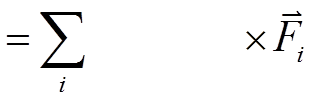 = ∑ᵢ × F⃗ᵢ